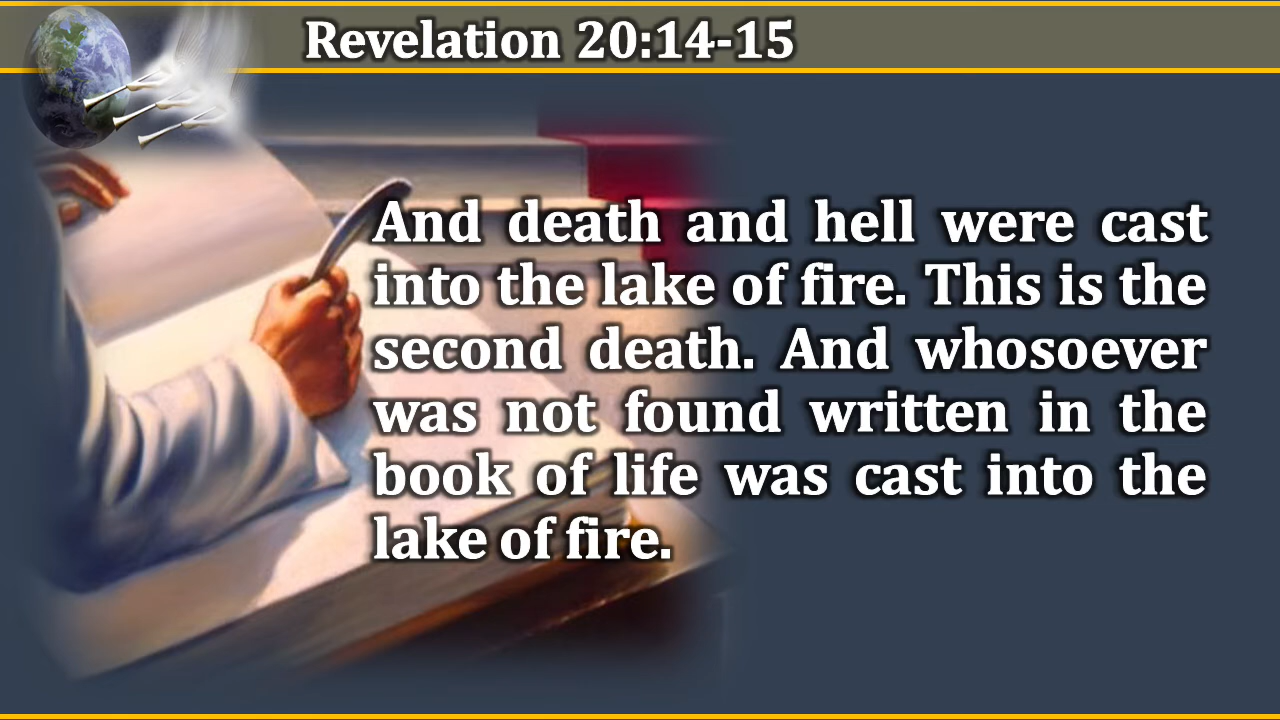 Revelation 20:14-15
And death and hell were cast
into the lake of fire. This is the
second death. And whosoever
was not found written in the
book of life was cast into the
lake of fire.